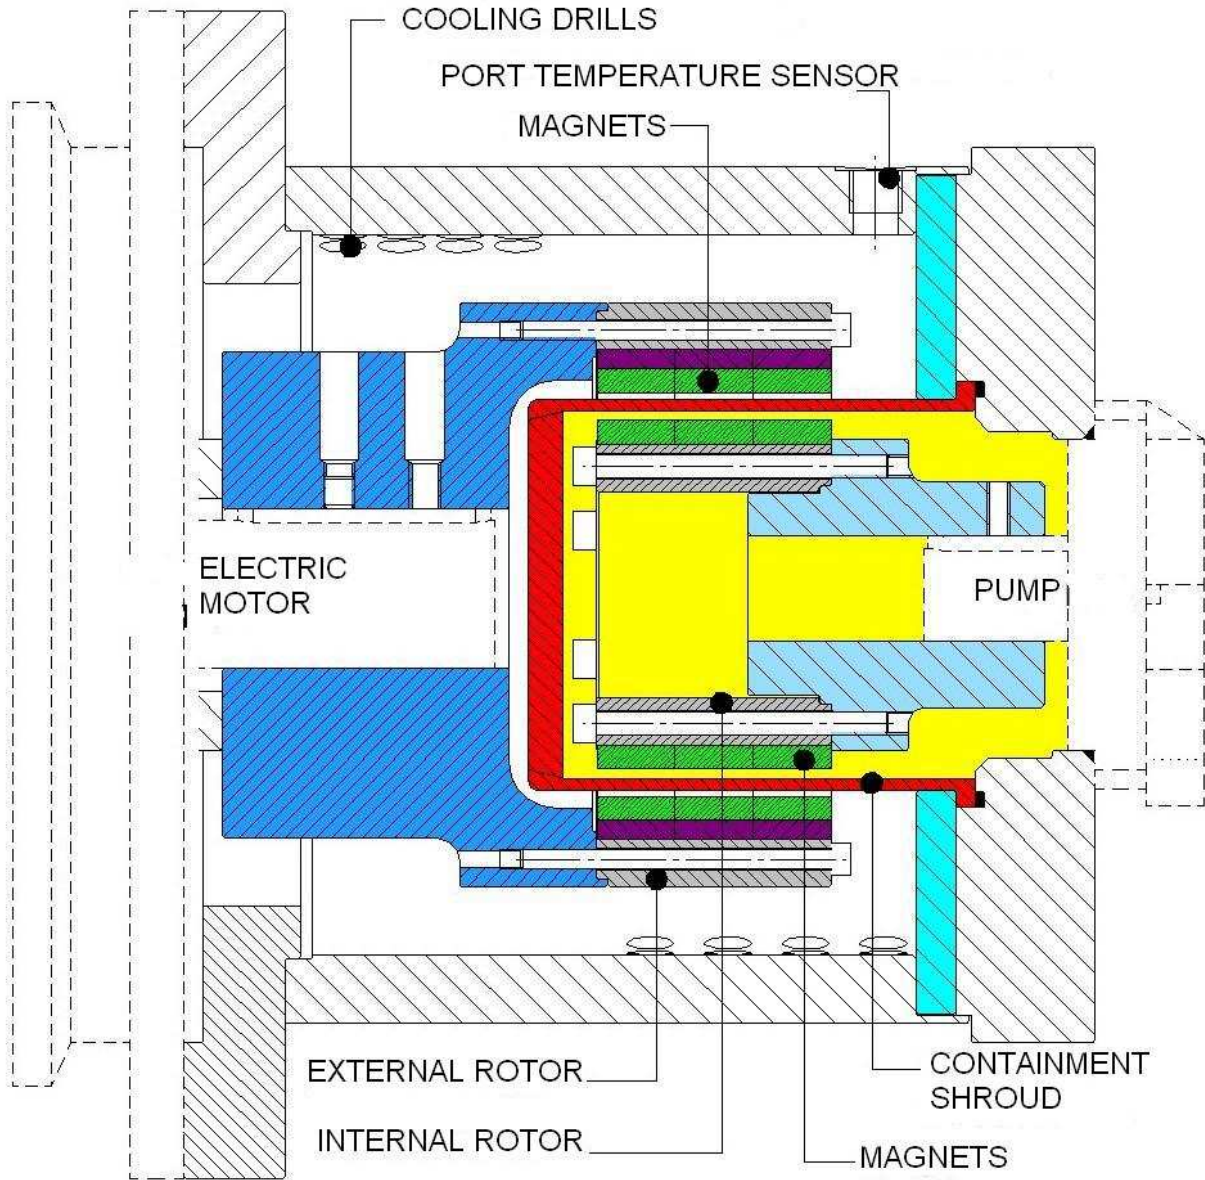 COOLING DRILLS
PORT TEMPERATURE SENSOR
MAGNETS
ELECTRIC
MOTOR
PUMP
EXTERNAL ROTOR
CONTAINMENT
SHROUD
INTERNAL ROTOR
MAGNETS